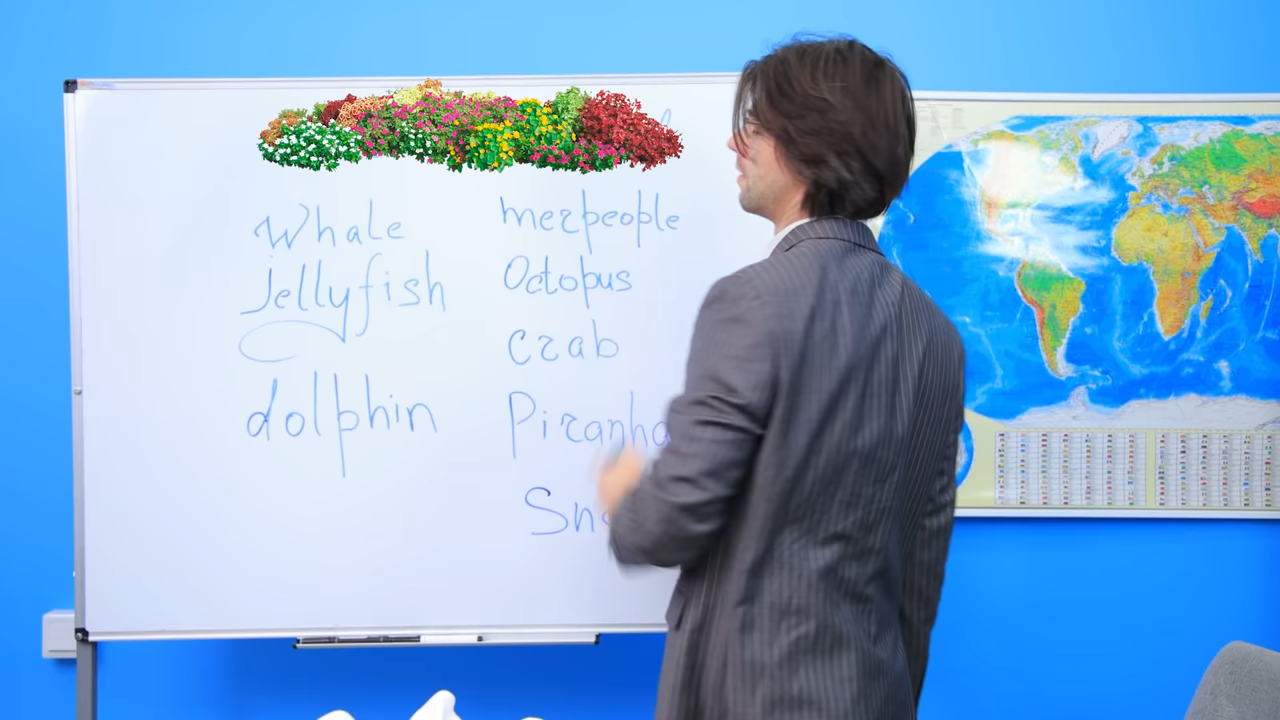 Whale
Jellyfish
dolphin
merpeople
Octopus
crab
Piranha